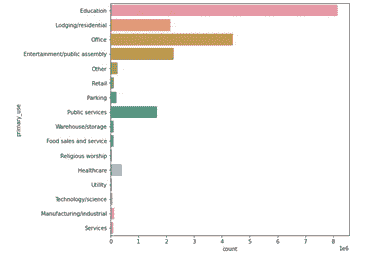 Education
Lodging/residential
Office
Entertainment/public assembly
Other
Retail
Parking
Public services
Warehouse/storage
Food sales and service
Religious worship
Healthcare
Utility
Technology/science
Manufacturing/industrial
Services
primary_use
0 1 2 3 4 5 6 7 8
1e6
count